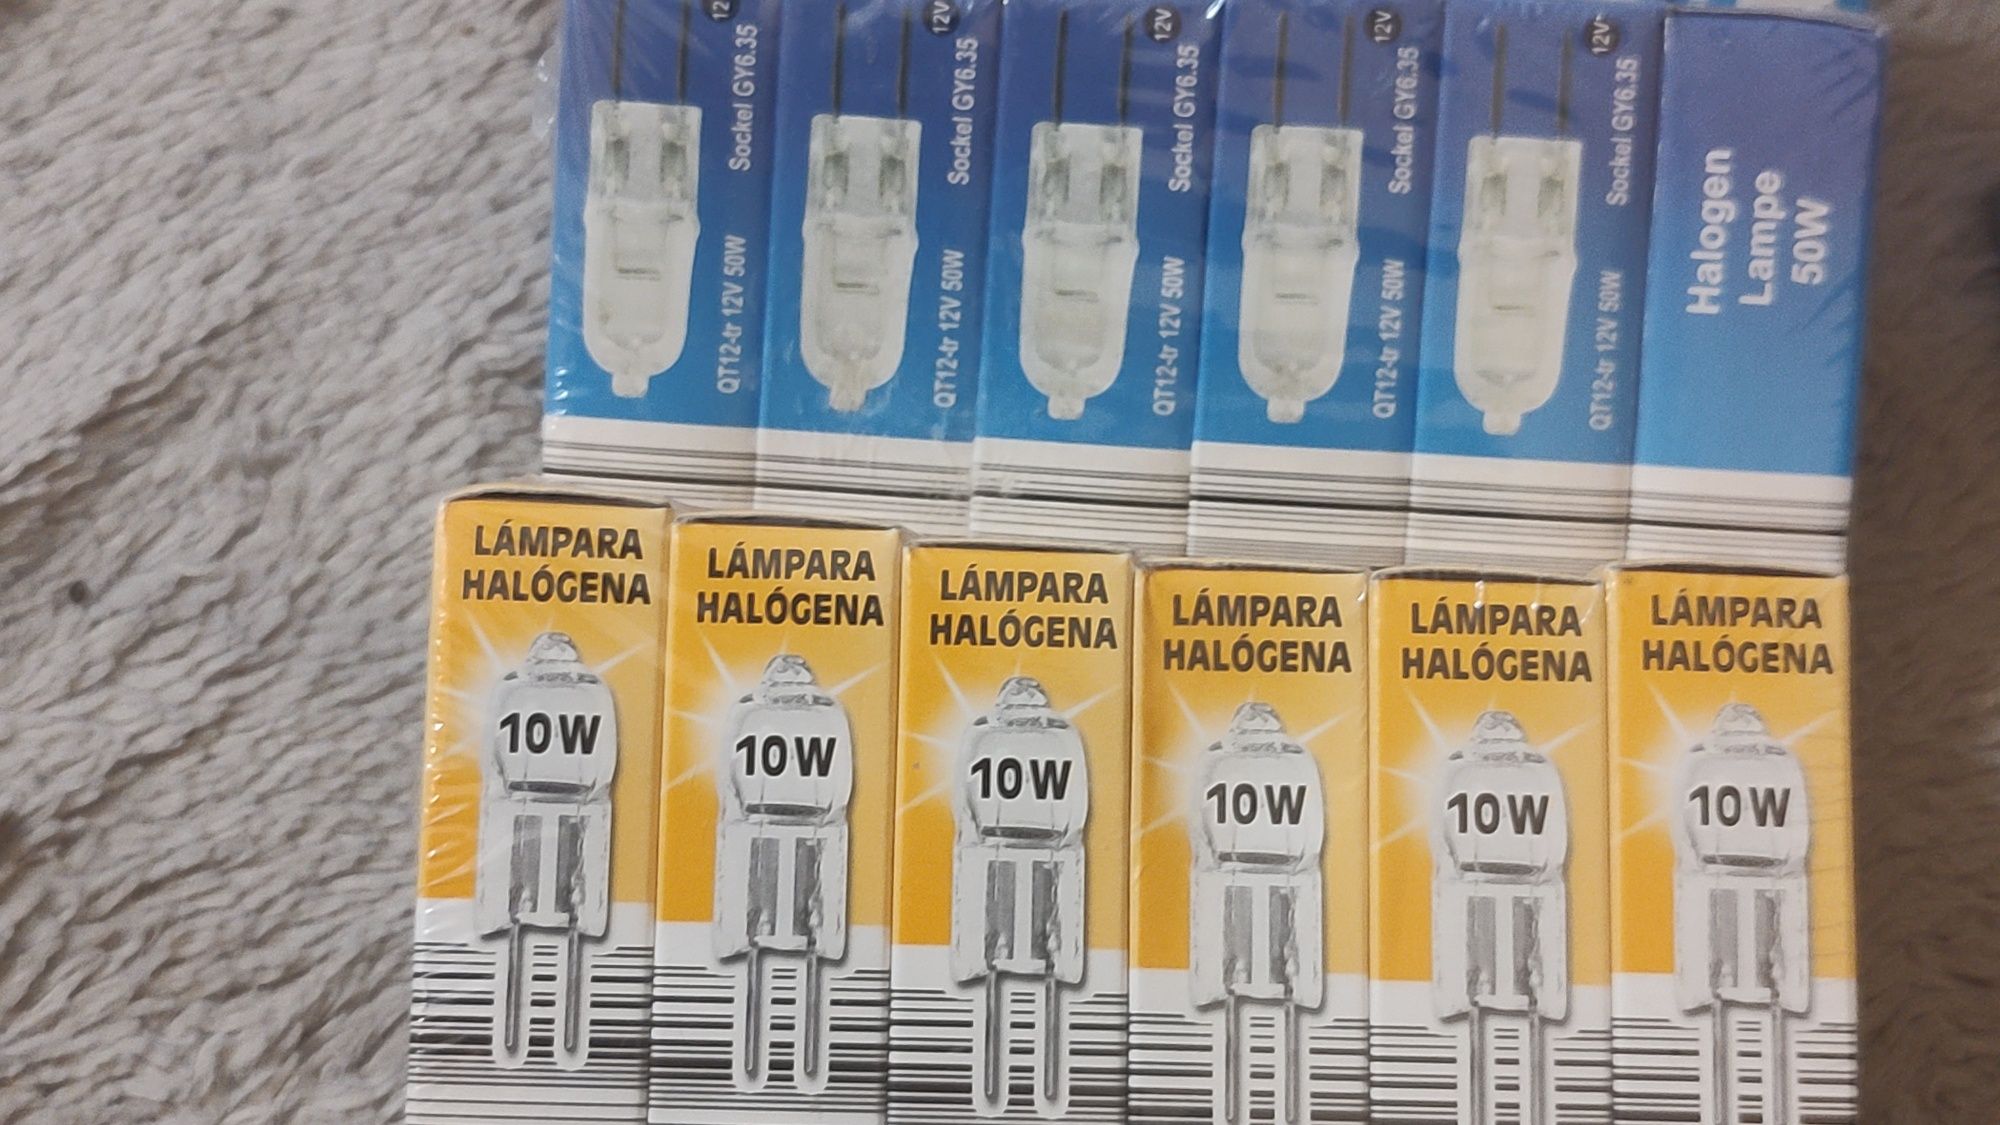 12
Sockel GY6.35
QT12-tr 12V 50W
12V
Sockel GY6.35
QT12-tr 12V 50W
12V
Sockel GY6.35
QT12-tr 12V 50W
12V
Sockel GY6.35
QT12-tr 12V 50W
12V
Sockel GY6.35
QT12-tr 12V 50W
Halogen
Lampe
50W
LÁMPARA
HALÓGENA
10W
LÁMPARA
HALÓGENA
10W
LÁMPARA
HALÓGENA
10W
LÁMPARA
HALÓGENA
10W
LÁMPARA
HALÓGENA
10W
LÁMPARA
HALÓGENA
10W